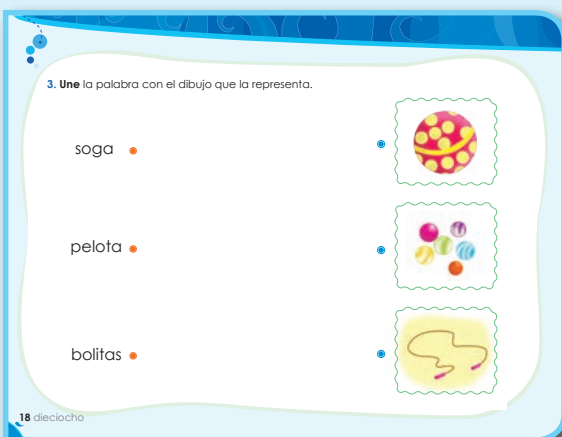 3. Une la palabra con el dibujo que la representa.
soga
pelota
bolitas
18 dieciocho